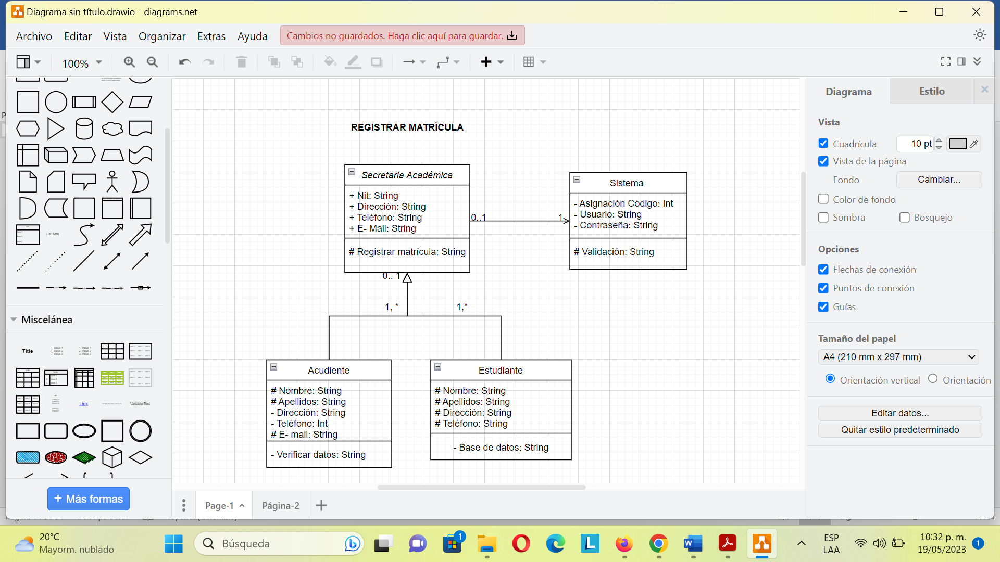 Diagrama sin título.drawio - diagrams.net
Archivo Editar Vista Organizar Extras Ayuda
Cambios no guardados. Haga clic aquí para guardar.
100%
List Item
Miscelánea
Title
Link
Variable Text
+ Más formas
REGISTRAR MATRÍCULA
Secretaria Académica
+ Nit: String
+ Dirección: String
+ Teléfono: String
+ E- Mail: String
# Registrar matrícula: String
0..1
1
Sistema
- Asignación Código: Int
- Usuario: String
- Contraseña: String
# Validación: String
0.. 1
1, *
1,*
Acudiente
# Nombre: String
# Apellidos: String
- Dirección: String
- Teléfono: Int
# E- mail: String
- Verificar datos: String
Estudiante
# Nombre: String
# Apellidos: String
# Dirección: String
# Teléfono: String
- Base de datos: String
Page-1
Página-2
Diagrama
Estilo
Vista
Cuadrícula
10 pt
Vista de la página
Fondo
Cambiar...
Color de fondo
Sombra
Bosquejo
Opciones
Flechas de conexión
Puntos de conexión
Guías
Tamaño del papel
A4 (210 mm x 297 mm)
Orientación vertical
Orientación
Editar datos...
Quitar estilo predeterminado
20°C
Mayorm. nublado
Búsqueda
1
ESP
LAA
10:32 p. m.
19/05/2023
1